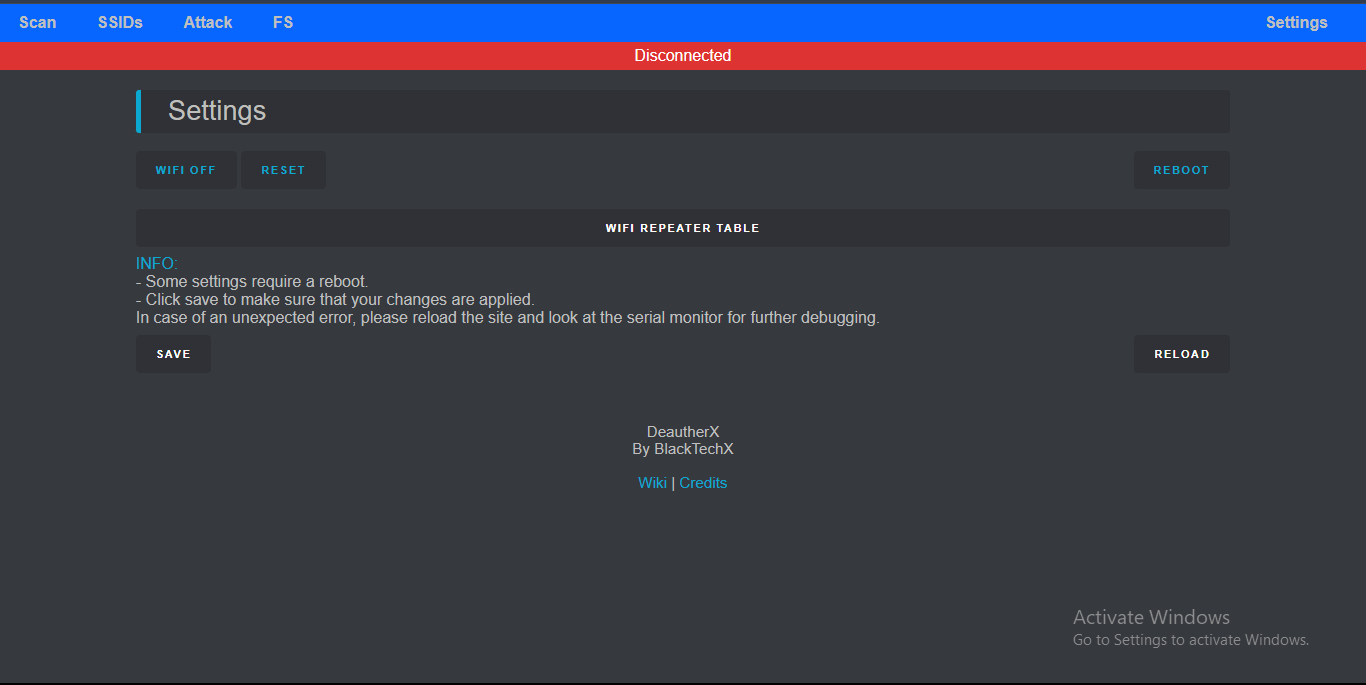 Scan SSIDs Attack FS Settings
Disconnected
Settings
WIFI OFF RESET REBOOT
WIFI REPEATER TABLE
INFO:
- Some settings require a reboot.
- Click save to make sure that your changes are applied.
In case of an unexpected error, please reload the site and look at the serial monitor for further debugging.
SAVE RELOAD
DeautherX
By BlackTechX
Wiki | Credits
Activate Windows
Go to Settings to activate Windows.